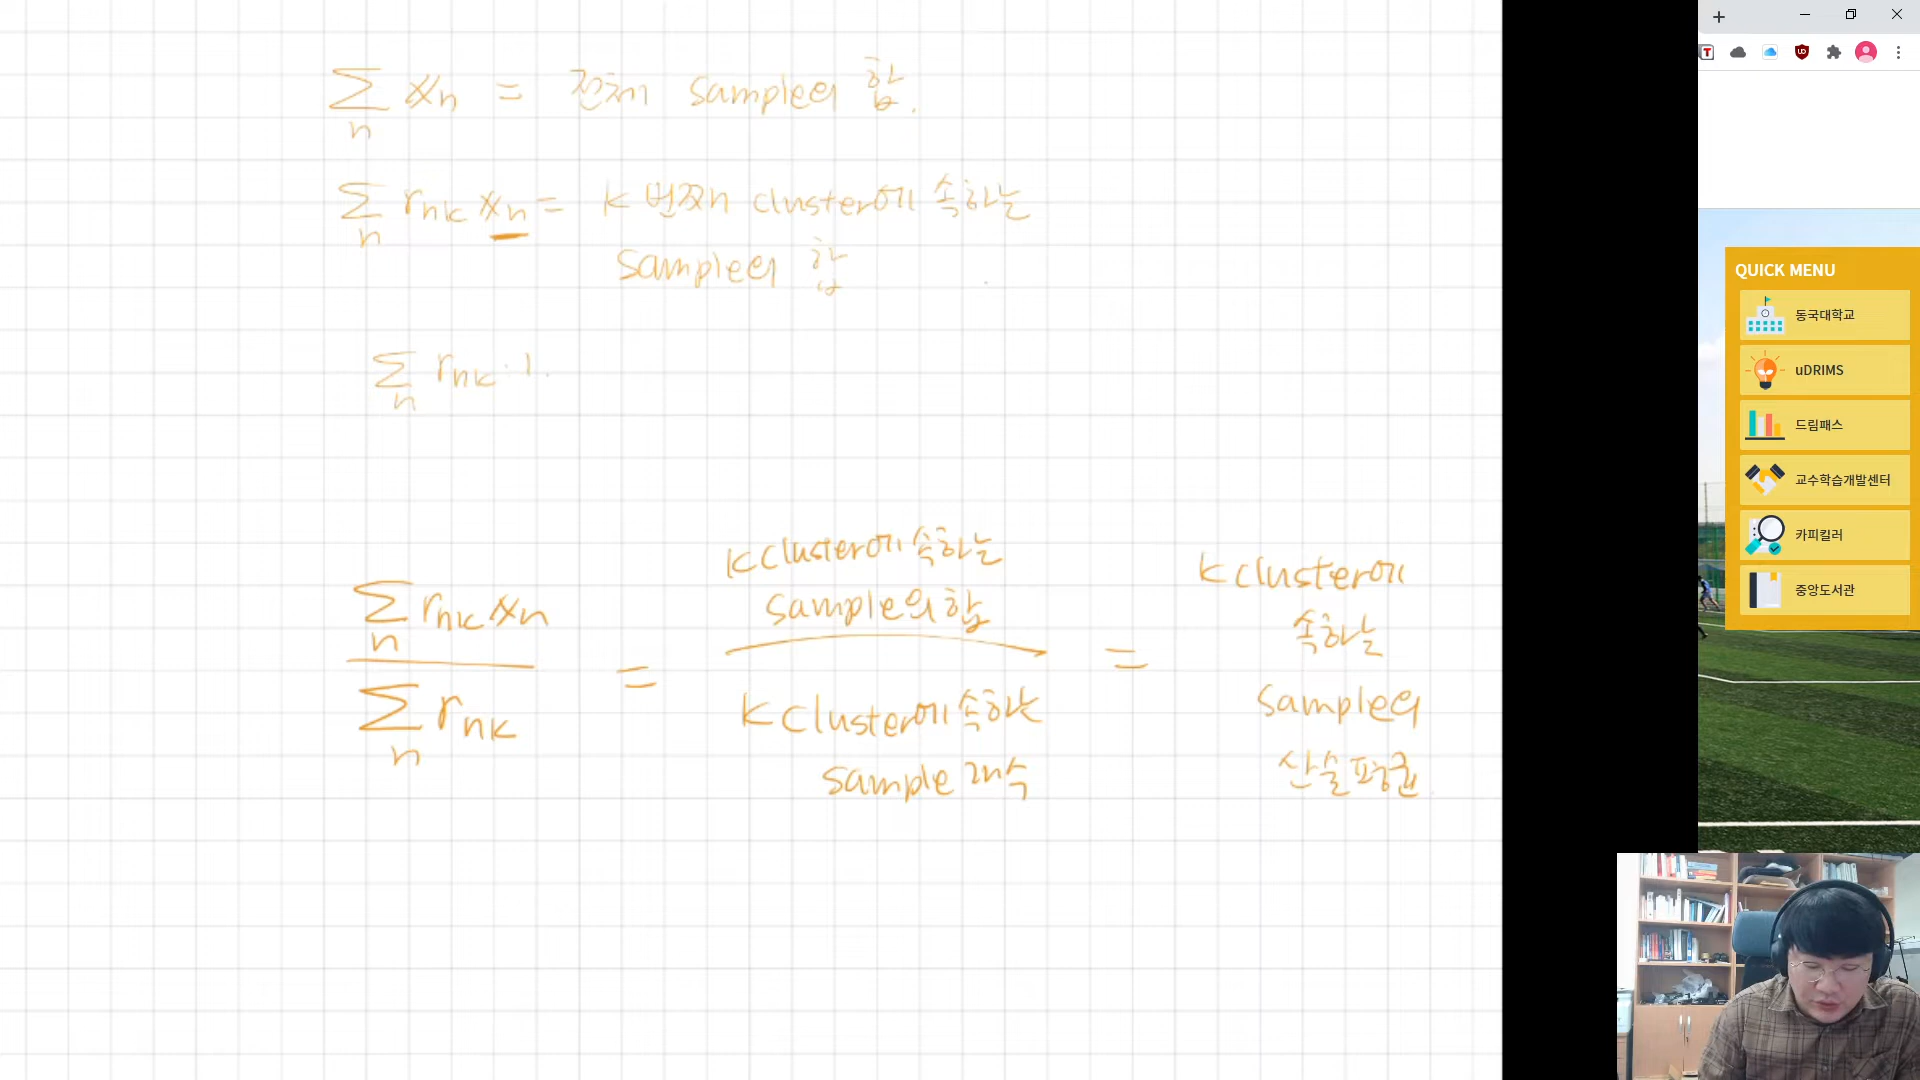 ∑ₙ xₙ = 전체 sample의 합.
∑ₙ rₙₖ xₙ = k 번째 cluster에 속하는
sample의 합
∑ₙ rₙₖ · 1.
∑ₙ rₙₖ xₙ
∑ₙ rₙₖ
=
k cluster에 속하는
sample의 합
k cluster에 속하는
sample 개수
=
k cluster에
속하는
sample의
산술평균
QUICK MENU
동국대학교
uDRIMS
드림패스
교수학습개발센터
카피킬러
중앙도서관